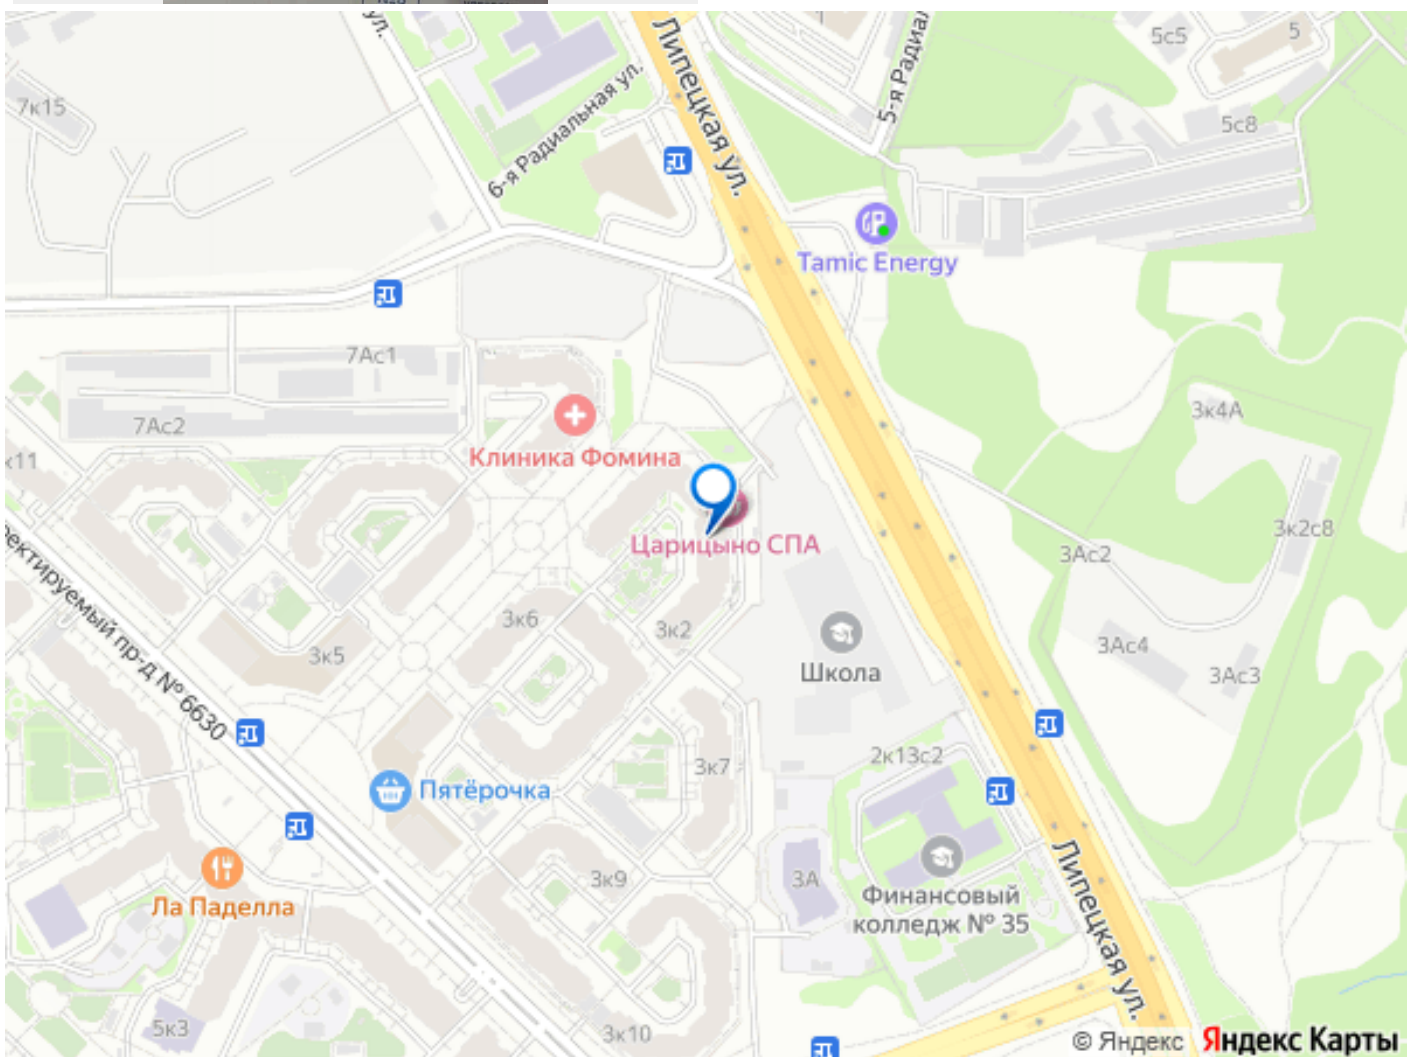 ул.
Липецкая ул.
5-я Радиал
5с5
5
7к15
6-я Радиальная ул.
5с8
Tamic Energy
7Ас1
7Ас2
3к4А
к11
Клиника Фомина
Царицыно СПА
3к2с8
3Ас2
ектируемый пр-д № 6630
3к6
3к2
3к5
Школа
3Ас4
3Ас3
2к13с2
3к7
Пятёрочка
3к9
3А
Ла Паделла
Финансовый
колледж № 35
Липецкая ул.
5к3
3к10
© Яндекс Яндекс Карты